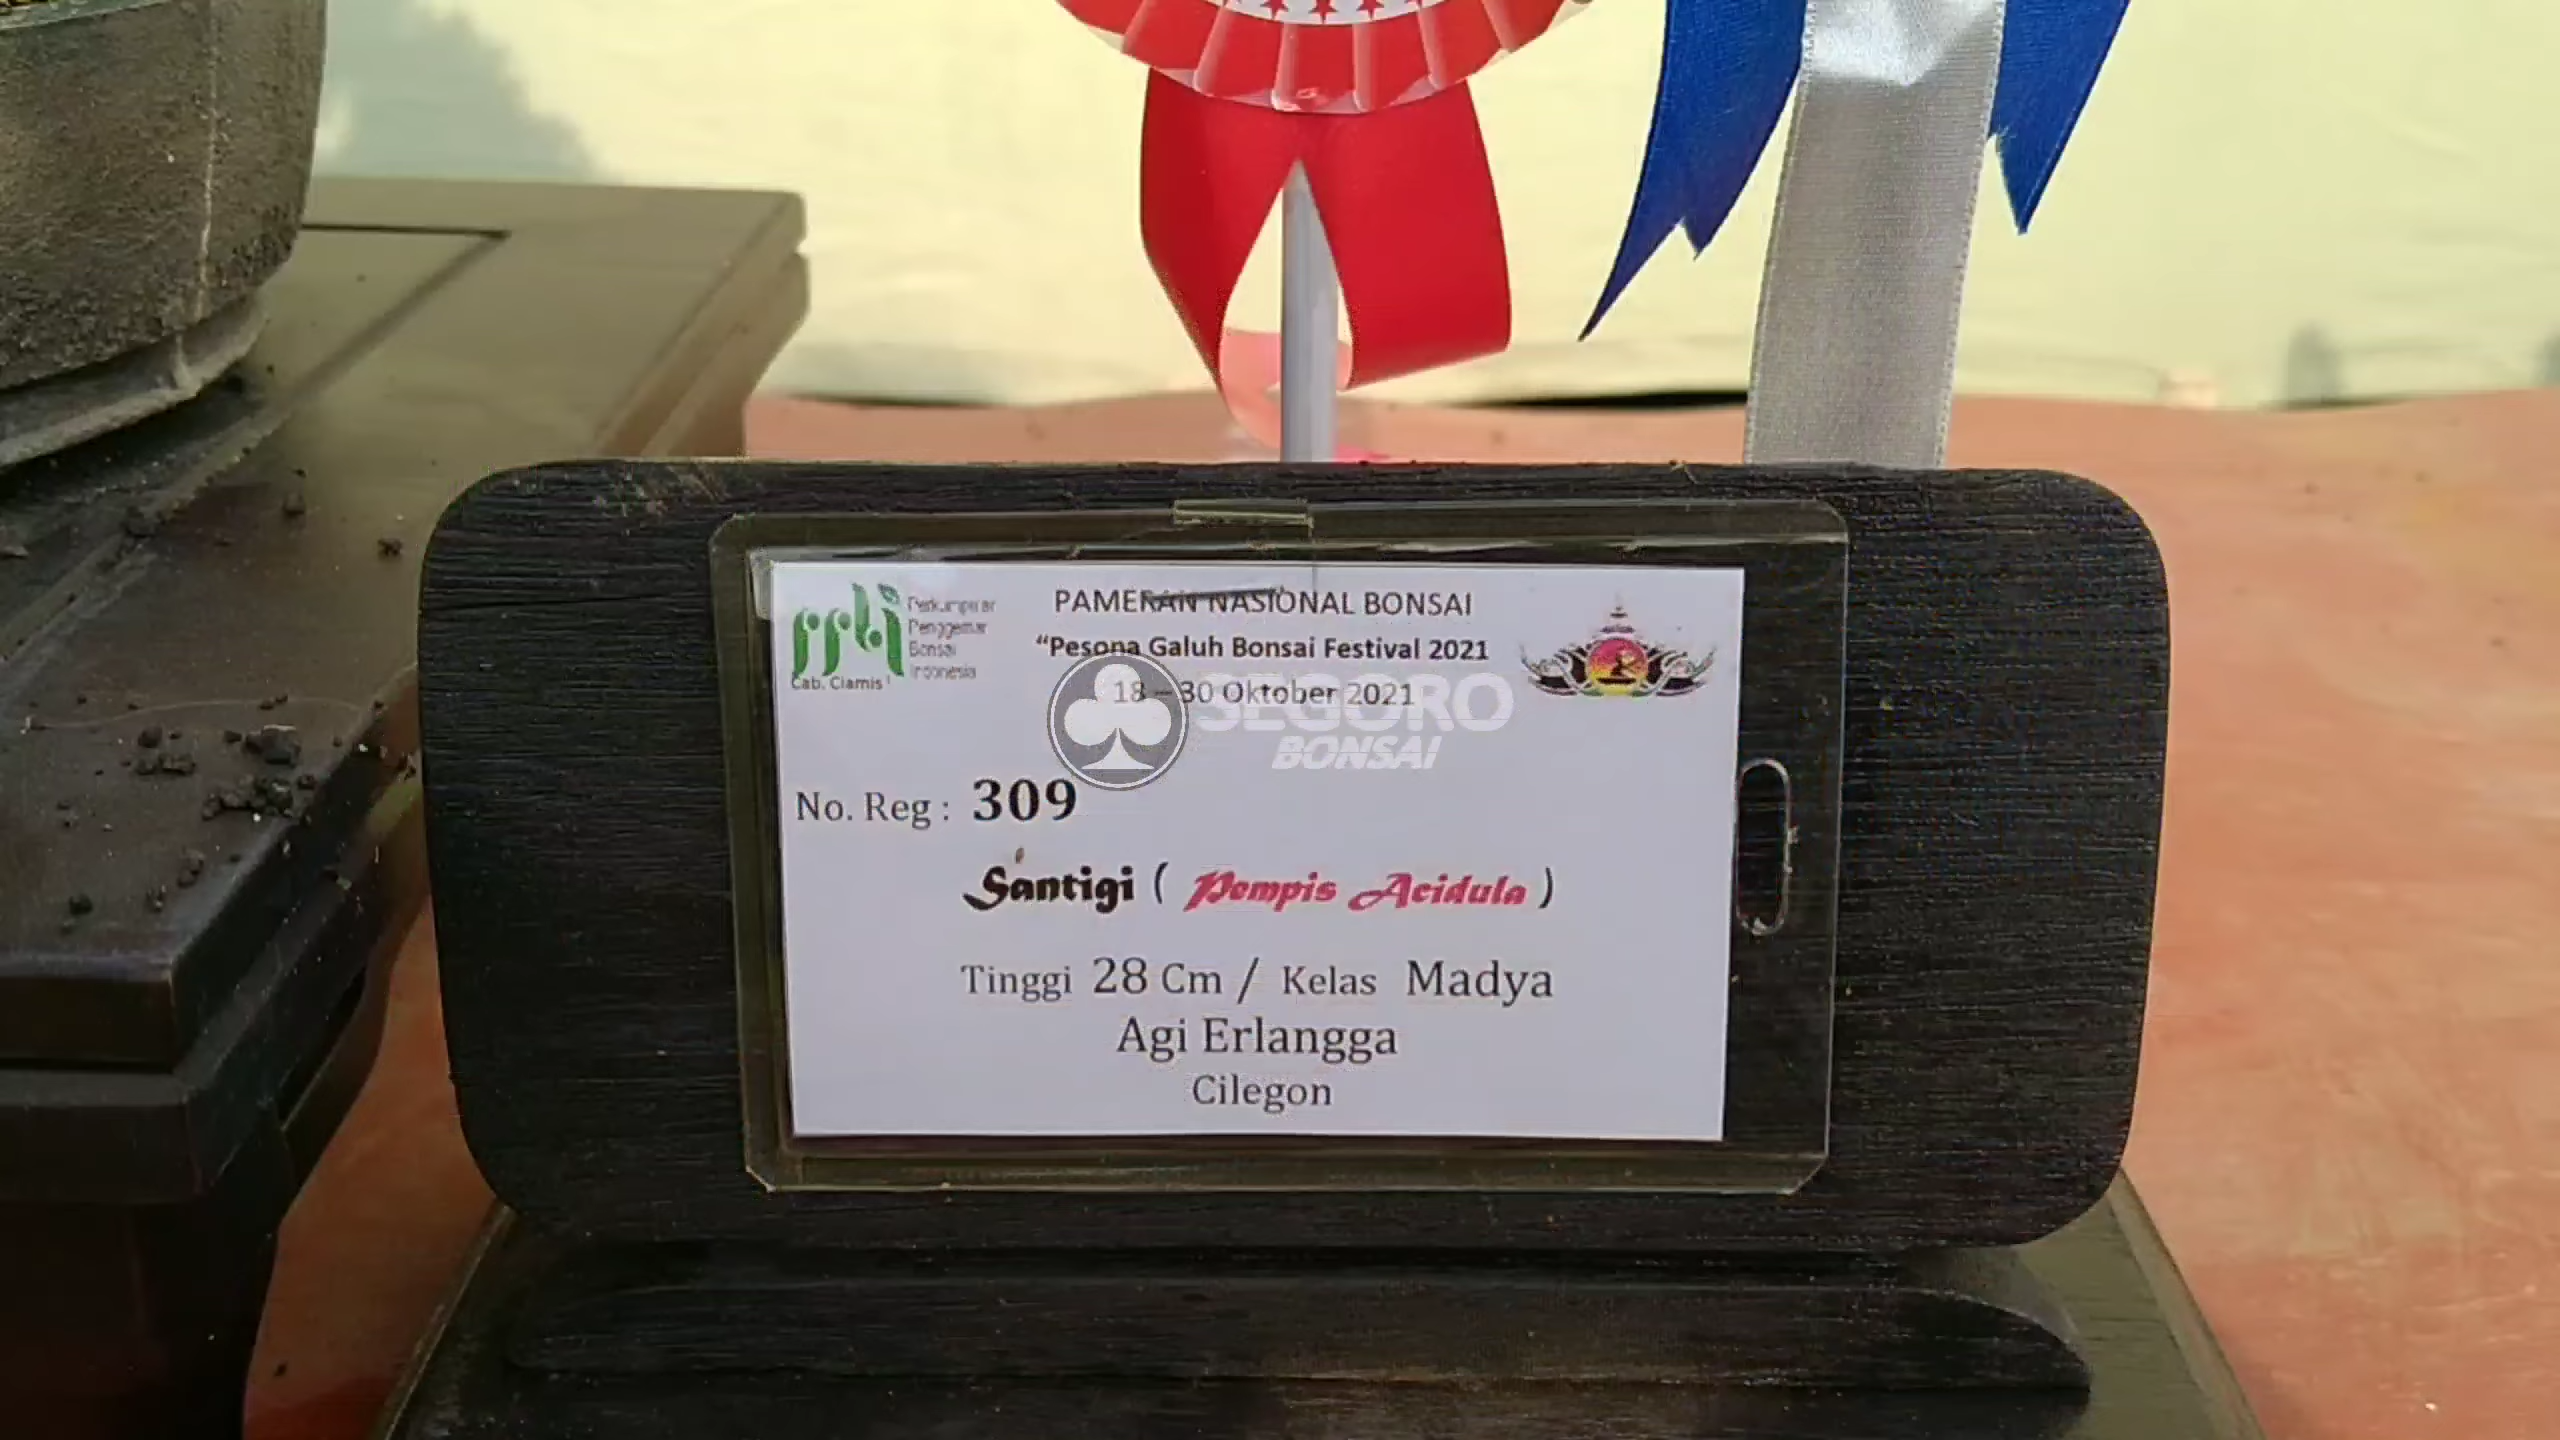 PPBI
Perkumpulan
Penggemar
Bonsai
Indonesia
Cab. Ciamis
PAMERAN NASIONAL BONSAI
“Pesona Galuh Bonsai Festival 2021
18 – 30 Oktober 2021
SEGORO
BONSAI
No. Reg : 309
Santigi ( Pempis Acidula )
Tinggi 28 Cm / Kelas Madya
Agi Erlangga
Cilegon